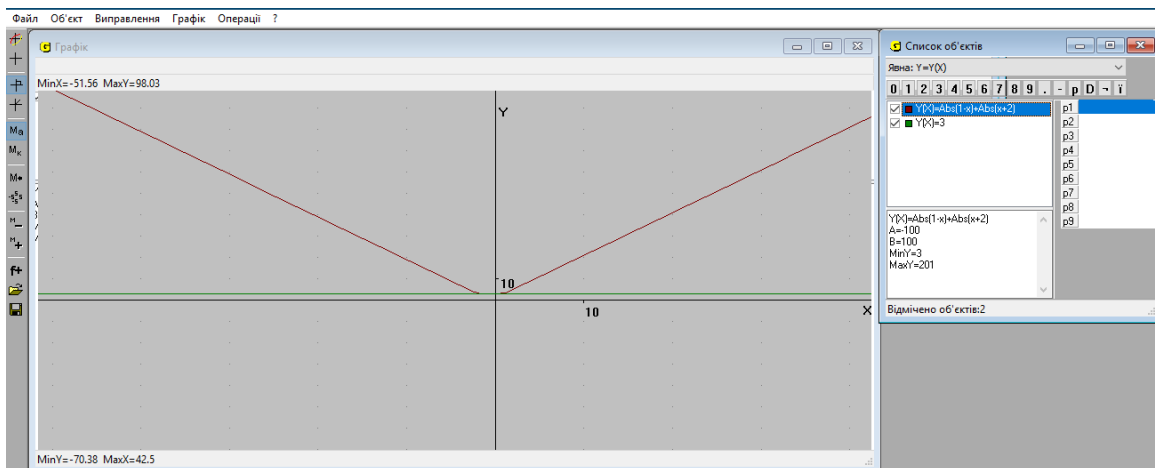 Файл Об'єкт Виправлення Графік Операції ?
Графік
MinX=-51.56 MaxY=98.03
Y
10
10
X
MinY=-70.38 MaxX=42.5
Ma
Mк
M
M
M
f+
Список об'єктів
Явна: Y=Y(X)
0 1 2 3 4 5 6 7 8 9 . - p D ¬ ї
Y(X)=Abs(1-x)+Abs(x+2)
Y(X)=3
p1
p2
p3
p4
p5
p6
p7
p8
p9
Y(X)=Abs(1-x)+Abs(x+2)
A=-100
B=100
MinY=3
MaxY=201
Відмічено об'єктів:2